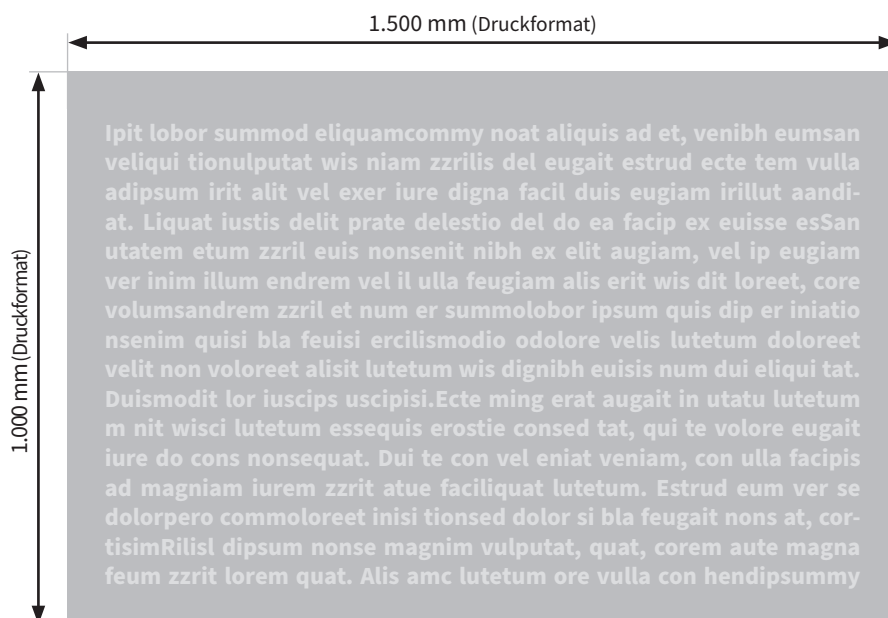 1.500 mm (Druckformat)
1.000 mm (Druckformat)
Ipit lobor summod eliquamcommy noat aliquis ad et, venibh eumsan
veliqui tionulputat wis niam zzrilis del eugait estrud ecte tem vulla
adipsum irit alit vel exer iure digna facil duis eugiam irillut aandi-
at. Liquat iustis delit prate delestio del do ea facip ex euisse esSan
utatem etum zzril euis nonsenit nibh ex elit augiam, vel ip eugiam
ver inim illum endrem vel il ulla feugiam alis erit wis dit loreet, core
volumsandrem zzril et num er summolobor ipsum quis dip er iniatio
nsenim quisi bla feuisi ercilismodio odolore velis lutetum doloreet
velit non voloreet alisit lutetum wis dignibh euisis num dui eliqui tat.
Duismodit lor iuscips uscipisi.Ecte ming erat augait in utatu lutetum
m nit wisci lutetum essequis erostie consed tat, qui te volore eugait
iure do cons nonsequat. Dui te con vel eniat veniam, con ulla facipis
ad magniam iurem zzrit atue faciliquat lutetum. Estrud eum ver se
dolorpero commoloreet inisi tionsed dolor si bla feugait nons at, cor-
tisimRilisl dipsum nonse magnim vulputat, quat, corem aute magna
feum zzrit lorem quat. Alis amc lutetum ore vulla con hendipsummy